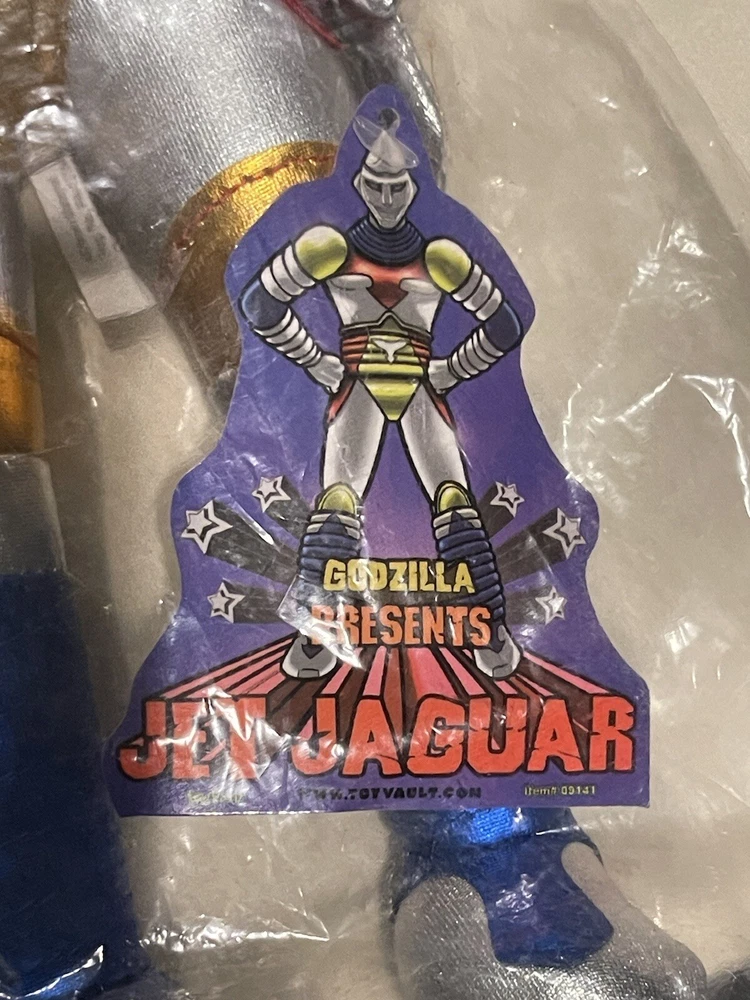 GODZILLA
PRESENTS
JET JAGUAR
WWW.TOYVAULT.COM
Item# 09141